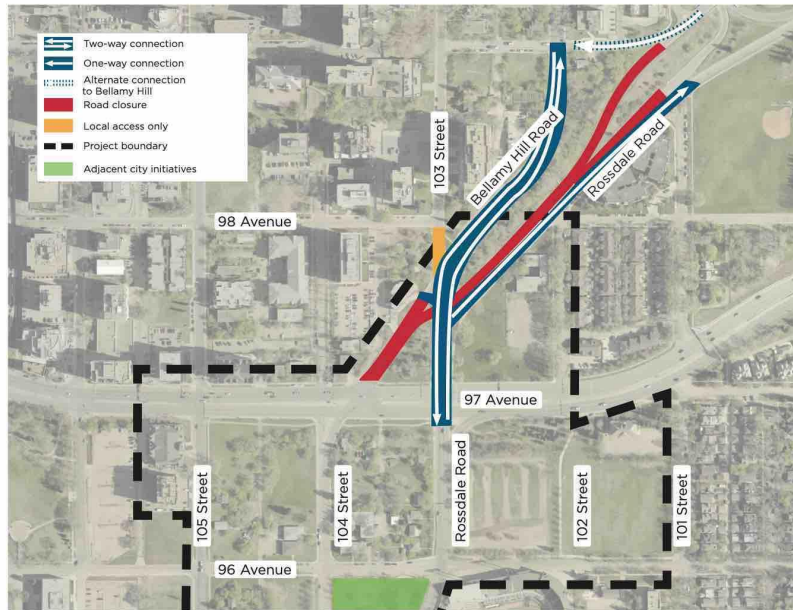 Two-way connection
One-way connection
Alternate connection
to Bellamy Hill
Road closure
Local access only
Project boundary
Adjacent city initiatives
103 Street
Bellamy Hill Road
Rossdale Road
98 Avenue
97 Avenue
105 Street
104 Street
Rossdale Road
102 Street
101 Street
96 Avenue